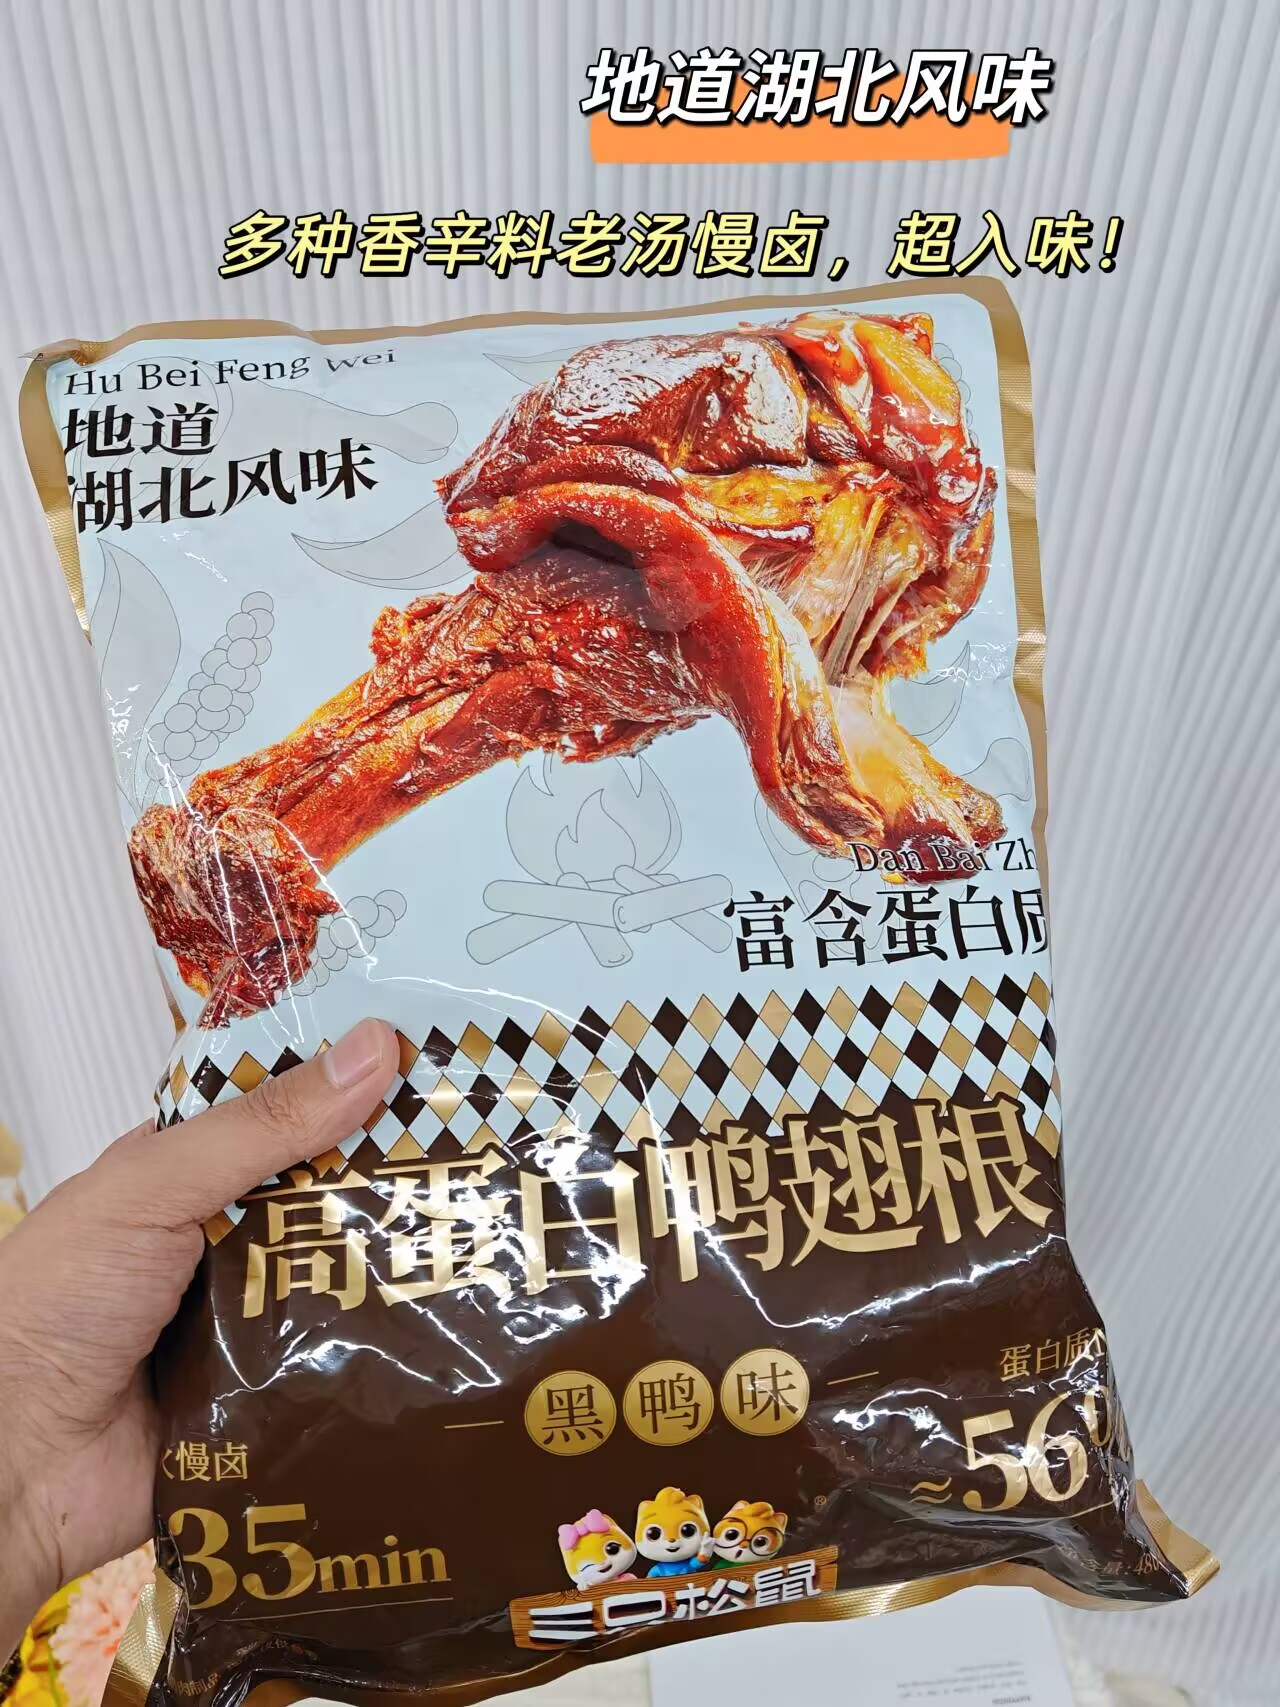 地道湖北风味
多种香辛料老汤慢卤，超入味！
Hu Bei Feng wei
地道
湖北风味
Dan Bai Zh
富含蛋白质
高蛋白鸭翅根
黑鸭味
蛋白质
≈56%
慢卤
35min
®
三只松鼠